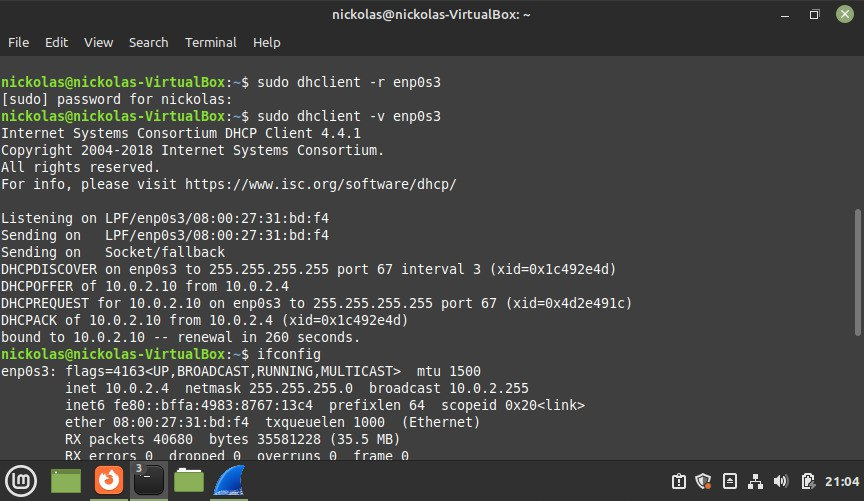 nickolas@nickolas-VirtualBox: ~
File Edit View Search Terminal Help
nickolas@nickolas-VirtualBox:~$ sudo dhclient -r enp0s3
[sudo] password for nickolas:
nickolas@nickolas-VirtualBox:~$ sudo dhclient -v enp0s3
Internet Systems Consortium DHCP Client 4.4.1
Copyright 2004-2018 Internet Systems Consortium.
All rights reserved.
For info, please visit https://www.isc.org/software/dhcp/
Listening on LPF/enp0s3/08:00:27:31:bd:f4
Sending on   LPF/enp0s3/08:00:27:31:bd:f4
Sending on   Socket/fallback
DHCPDISCOVER on enp0s3 to 255.255.255.255 port 67 interval 3 (xid=0x1c492e4d)
DHCPOFFER of 10.0.2.10 from 10.0.2.4
DHCPREQUEST for 10.0.2.10 on enp0s3 to 255.255.255.255 port 67 (xid=0x4d2e491c)
DHCPACK of 10.0.2.10 from 10.0.2.4 (xid=0x1c492e4d)
bound to 10.0.2.10 -- renewal in 260 seconds.
nickolas@nickolas-VirtualBox:~$ ifconfig
enp0s3: flags=4163<UP,BROADCAST,RUNNING,MULTICAST>  mtu 1500
inet 10.0.2.4  netmask 255.255.255.0  broadcast 10.0.2.255
inet6 fe80::bffa:4983:8767:13c4  prefixlen 64  scopeid 0x20<link>
ether 08:00:27:31:bd:f4  txqueuelen 1000  (Ethernet)
RX packets 40680  bytes 35581228 (35.5 MB)
RX errors 0  dropped 0  overruns 0  frame 0
3
21:04